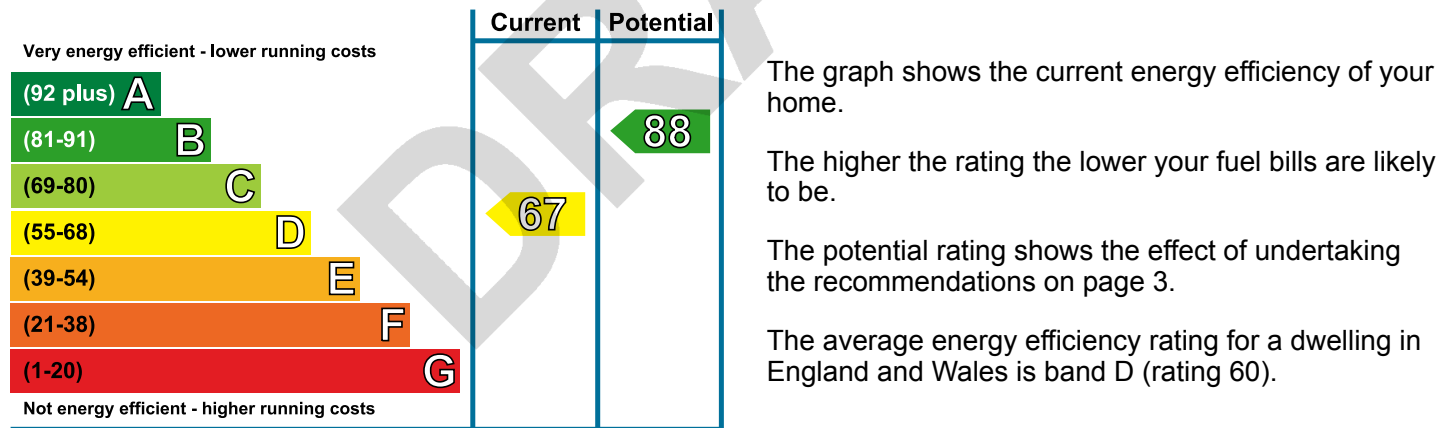 Current Potential
Very energy efficient - lower running costs
(92 plus) A
(81-91) B
88
(69-80) C
67
(55-68) D
(39-54) E
(21-38) F
(1-20) G
Not energy efficient - higher running costs
The graph shows the current energy efficiency of your
home.
The higher the rating the lower your fuel bills are likely
to be.
The potential rating shows the effect of undertaking
the recommendations on page 3.
The average energy efficiency rating for a dwelling in
England and Wales is band D (rating 60).
DRA